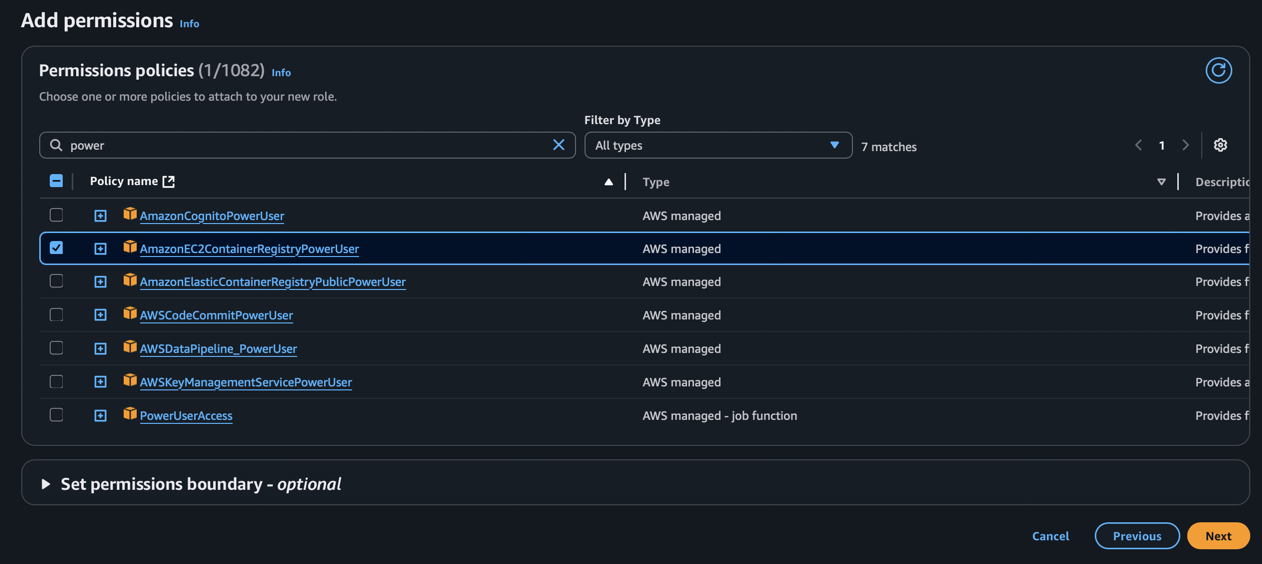 Add permissions Info
Permissions policies (1/1082) Info
Choose one or more policies to attach to your new role.
Filter by Type
power All types 7 matches 1
Policy name Type Descriptio
AmazonCognitoPowerUser AWS managed Provides a
AmazonEC2ContainerRegistryPowerUser AWS managed Provides f
AmazonElasticContainerRegistryPublicPowerUser AWS managed Provides f
AWSCodeCommitPowerUser AWS managed Provides f
AWSDataPipeline_PowerUser AWS managed Provides f
AWSKeyManagementServicePowerUser AWS managed Provides a
PowerUserAccess AWS managed - job function Provides f
Set permissions boundary - optional
Cancel Previous Next